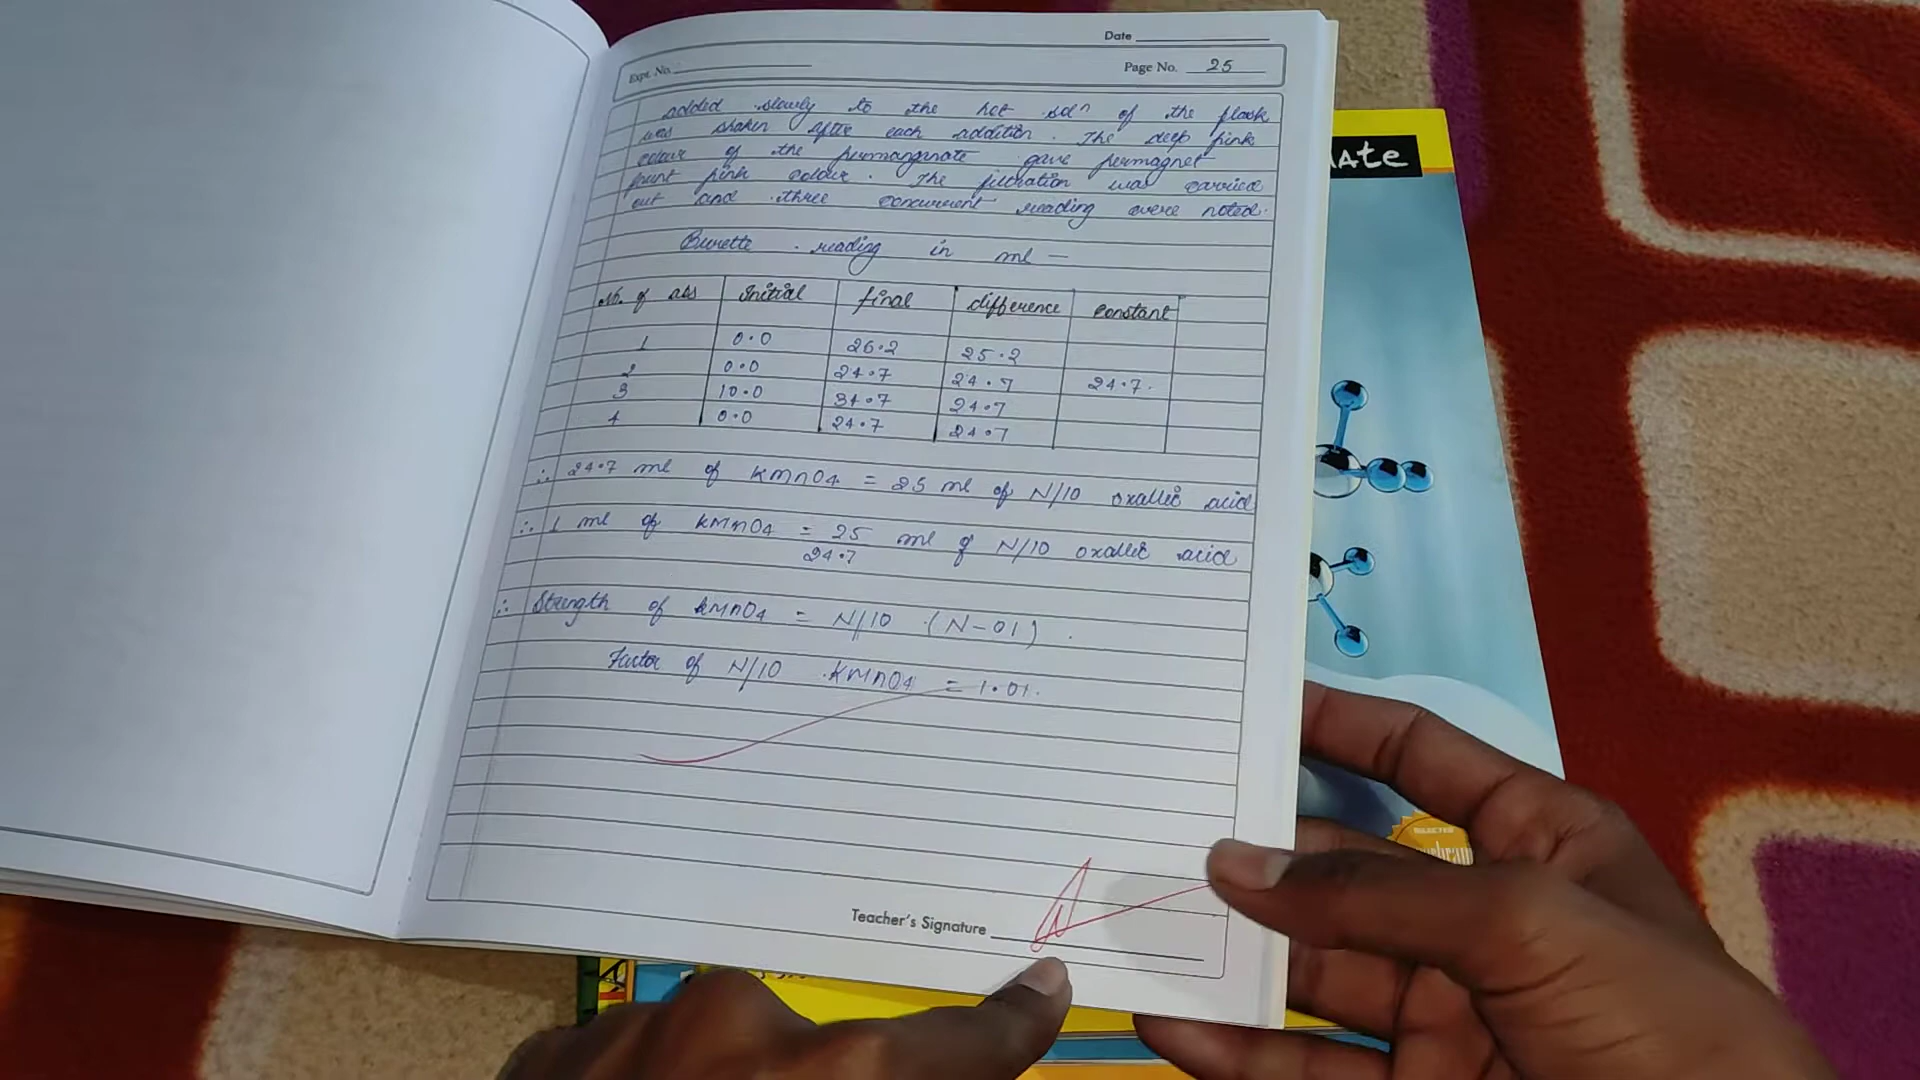 Date
Expt. No.
Page No. 25
added slowly to the hot solⁿ of the flask
was shaken after each addition. The deep pink
colour of the permanganate gave permagnet
faint pink colour. The filtration was carried
out and three concurrent reading were noted.
Burette reading in ml —
No. of obs Initial final difference constant
1 0.0 26.2 25.2
2 0.0 24.7 24.7 24.7.
3 10.0 34.7 24.7
4 0.0 24.7 24.7
∴ 24.7 ml of KMnO4 = 25 ml of N/10 oxallic acid
∴ 1 ml of KMnO4 = 25 ml of N/10 oxallic acid
24.7
∴ Strength of KMnO4 = N/10 (N-01).
Factor of N/10 KMnO4 = 1.01.
Teacher's Signature